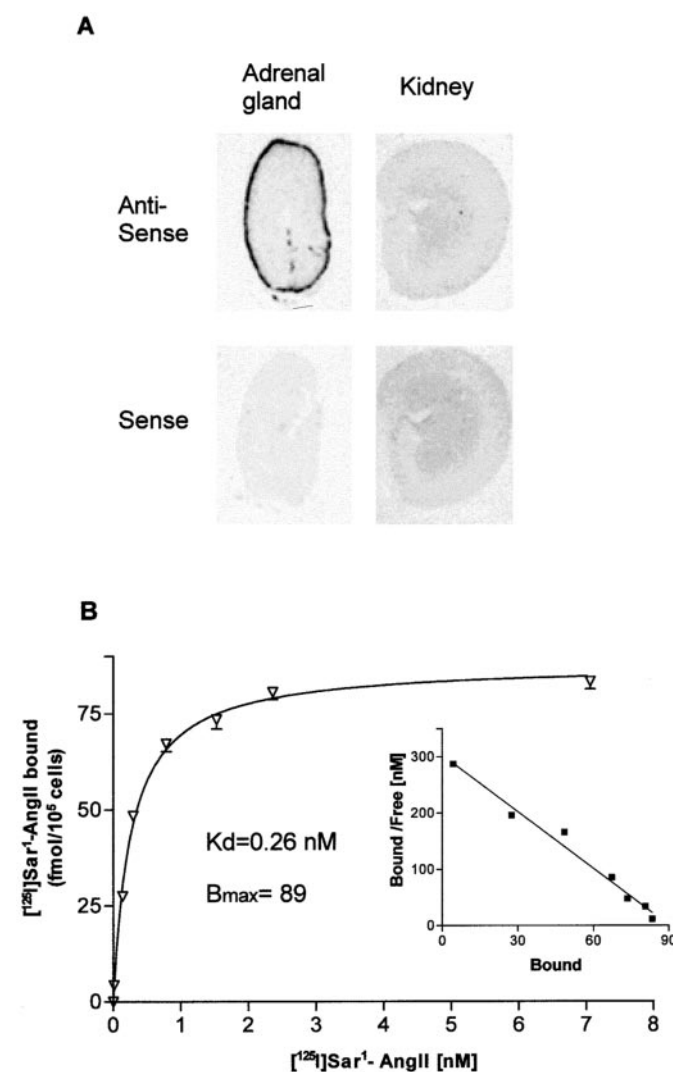 A
Adrenal
gland
Kidney
Anti-
Sense
Sense
B
[¹²⁵I]Sar¹-AngII bound
(fmol/10⁵ cells)
75
50
25
0
Kd=0.26 nM
Bmax= 89
Bound /Free [nM]
300
200
100
0
0 30 60 90
Bound
0 1 2 3 4 5 6 7 8
[¹²⁵I]Sar¹- AngII [nM]